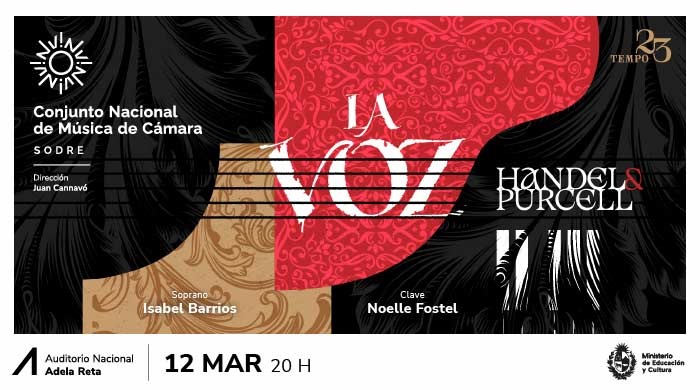 Conjunto Nacional
de Música de Cámara
SODRE
Dirección
Juan Cannavó
LA
VOZ
TEMPO 23
HANDEL &
PURCELL
Soprano
Isabel Barrios
Clave
Noelle Fostel
Auditorio Nacional
Adela Reta
12 MAR 20 H
Ministerio
de Educación
y Cultura